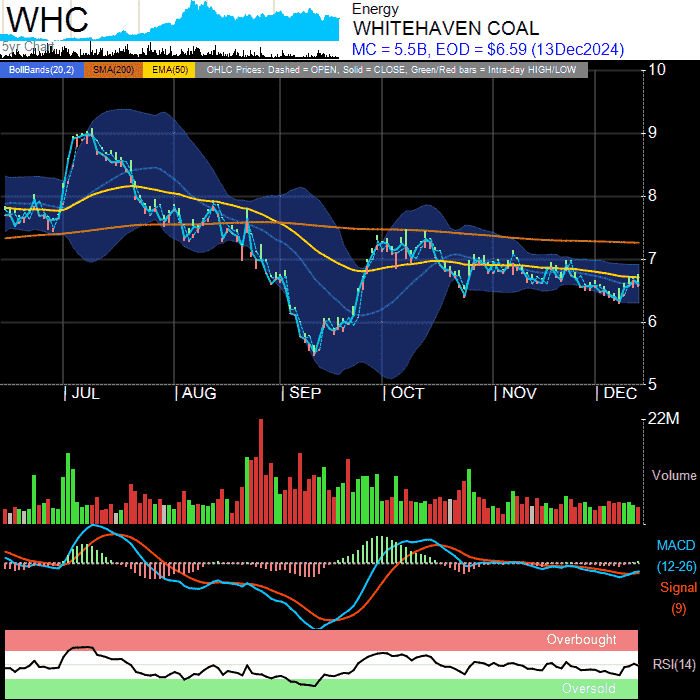 WHC
5yr Chart
Energy
WHITEHAVEN COAL
MC = 5.5B, EOD = $6.59 (13Dec2024)
BollBands(20,2) SMA(200) EMA(50) OHLC Prices: Dashed = OPEN, Solid = CLOSE, Green/Red bars = Intra-day HIGH/LOW
10
9
8
7
6
5
JUL AUG SEP OCT NOV DEC
22M
Volume
MACD
(12-26)
Signal
(9)
Overbought
RSI(14)
Oversold